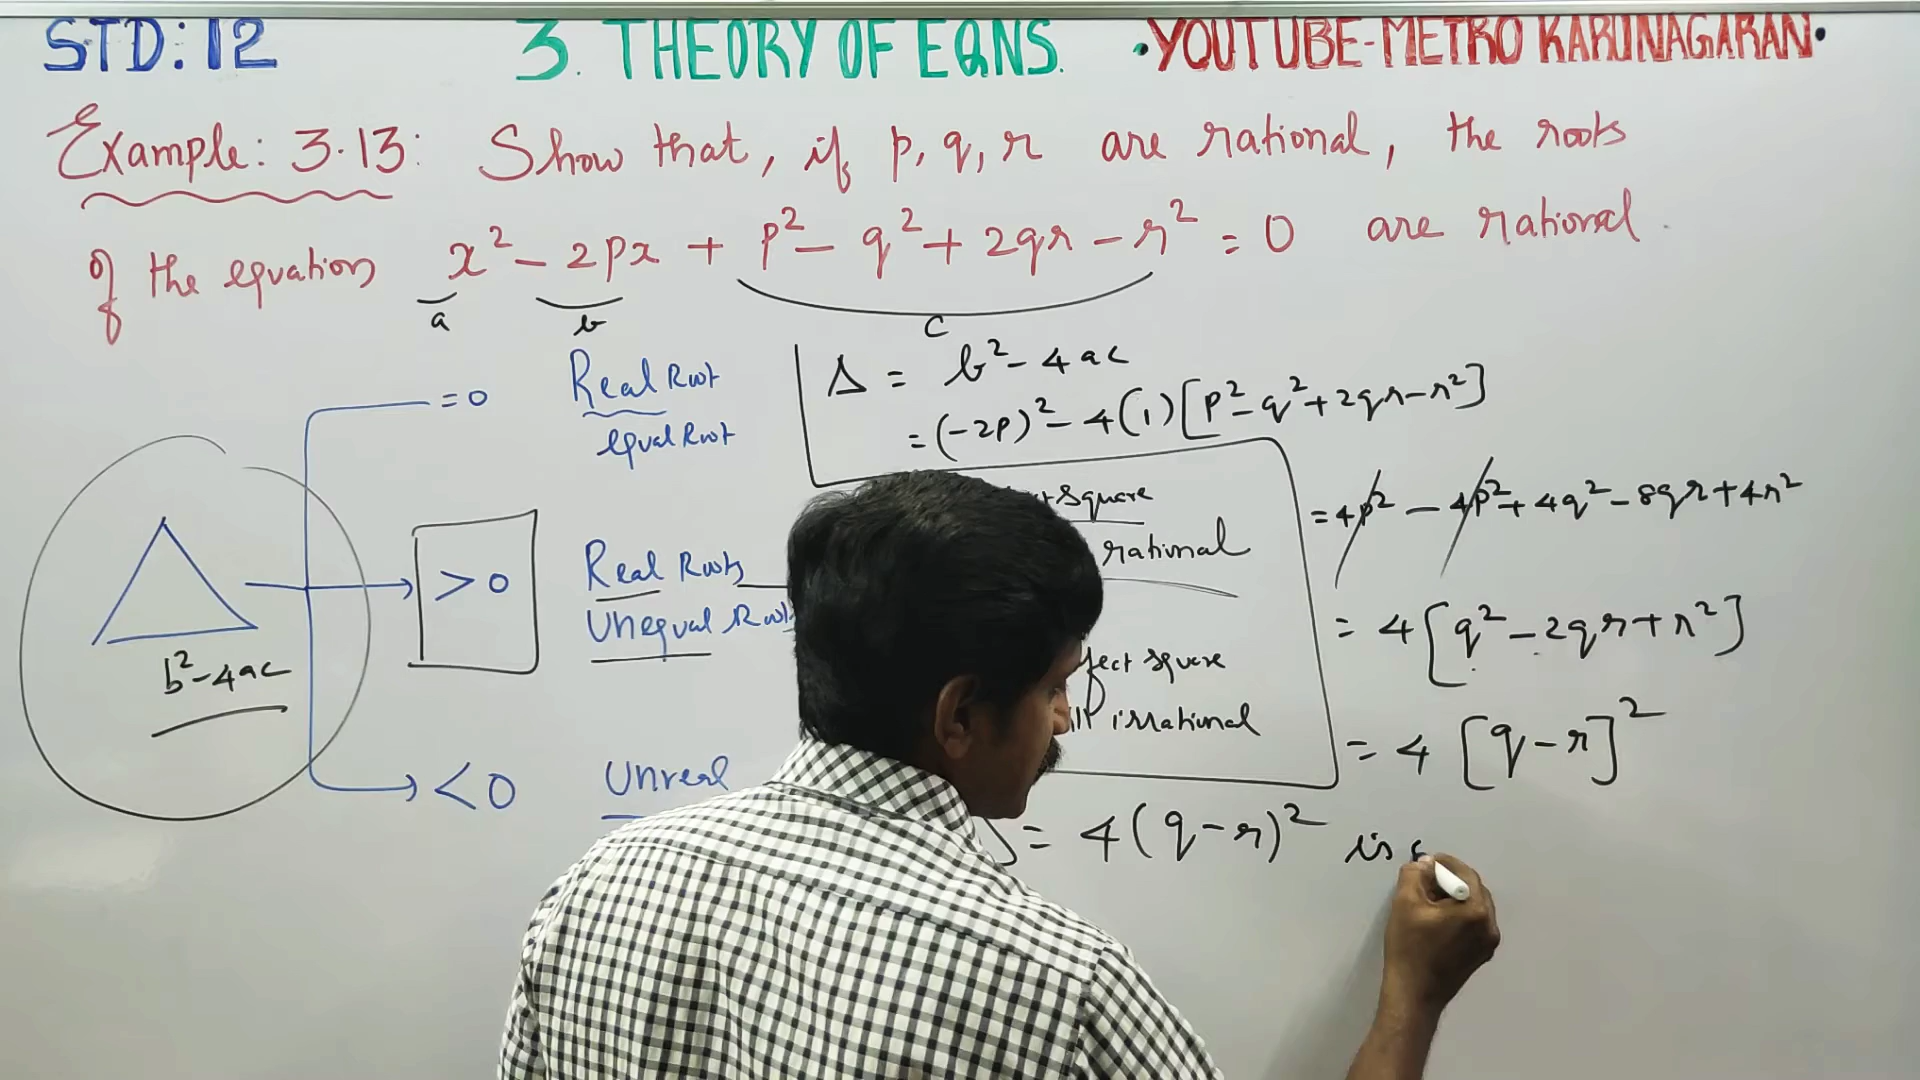 STD: 12 3. THEORY OF EQNS. • YOUTUBE-METRO KARUNAGARAN •
Example: 3.13: Show that, if p, q, r are rational, the roots
of the equation x² - 2px + p² - q² + 2qr - r² = 0 are rational.
a b c
Δ = b² - 4ac
= (-2p)² - 4(1)[p² - q² + 2qr - r²]
= 0 Real Root
equal Root
> 0 Real Roots
Unequal Roots
b² - 4ac
< 0 Unreal
square
rational
square
irrational
= 4p² - 4p² + 4q² - 8qr + 4r²
= 4[q² - 2qr + r²]
= 4 [q - r]²
= 4(q - r)² is